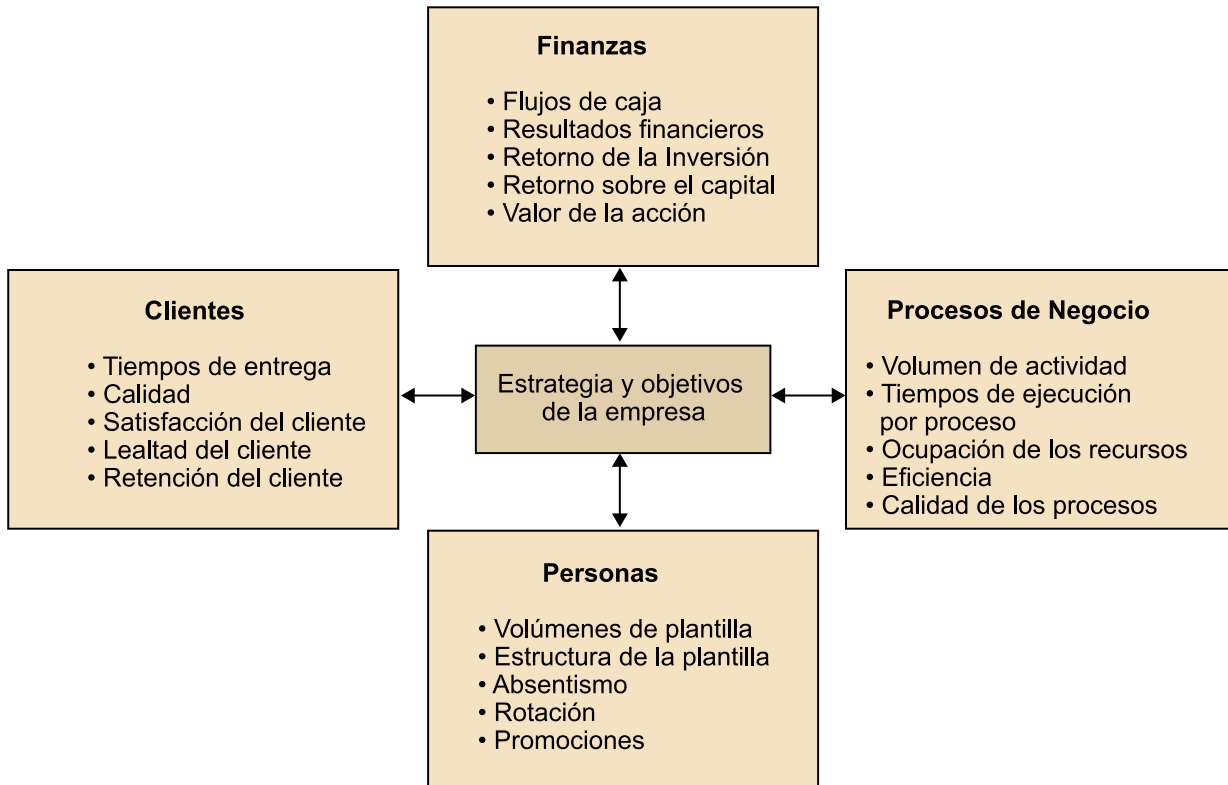 Finanzas
• Flujos de caja
• Resultados financieros
• Retorno de la Inversión
• Retorno sobre el capital
• Valor de la acción
Clientes
• Tiempos de entrega
• Calidad
• Satisfacción del cliente
• Lealtad del cliente
• Retención del cliente
Estrategia y objetivos
de la empresa
Procesos de Negocio
• Volumen de actividad
• Tiempos de ejecución
por proceso
• Ocupación de los recursos
• Eficiencia
• Calidad de los procesos
Personas
• Volúmenes de plantilla
• Estructura de la plantilla
• Absentismo
• Rotación
• Promociones